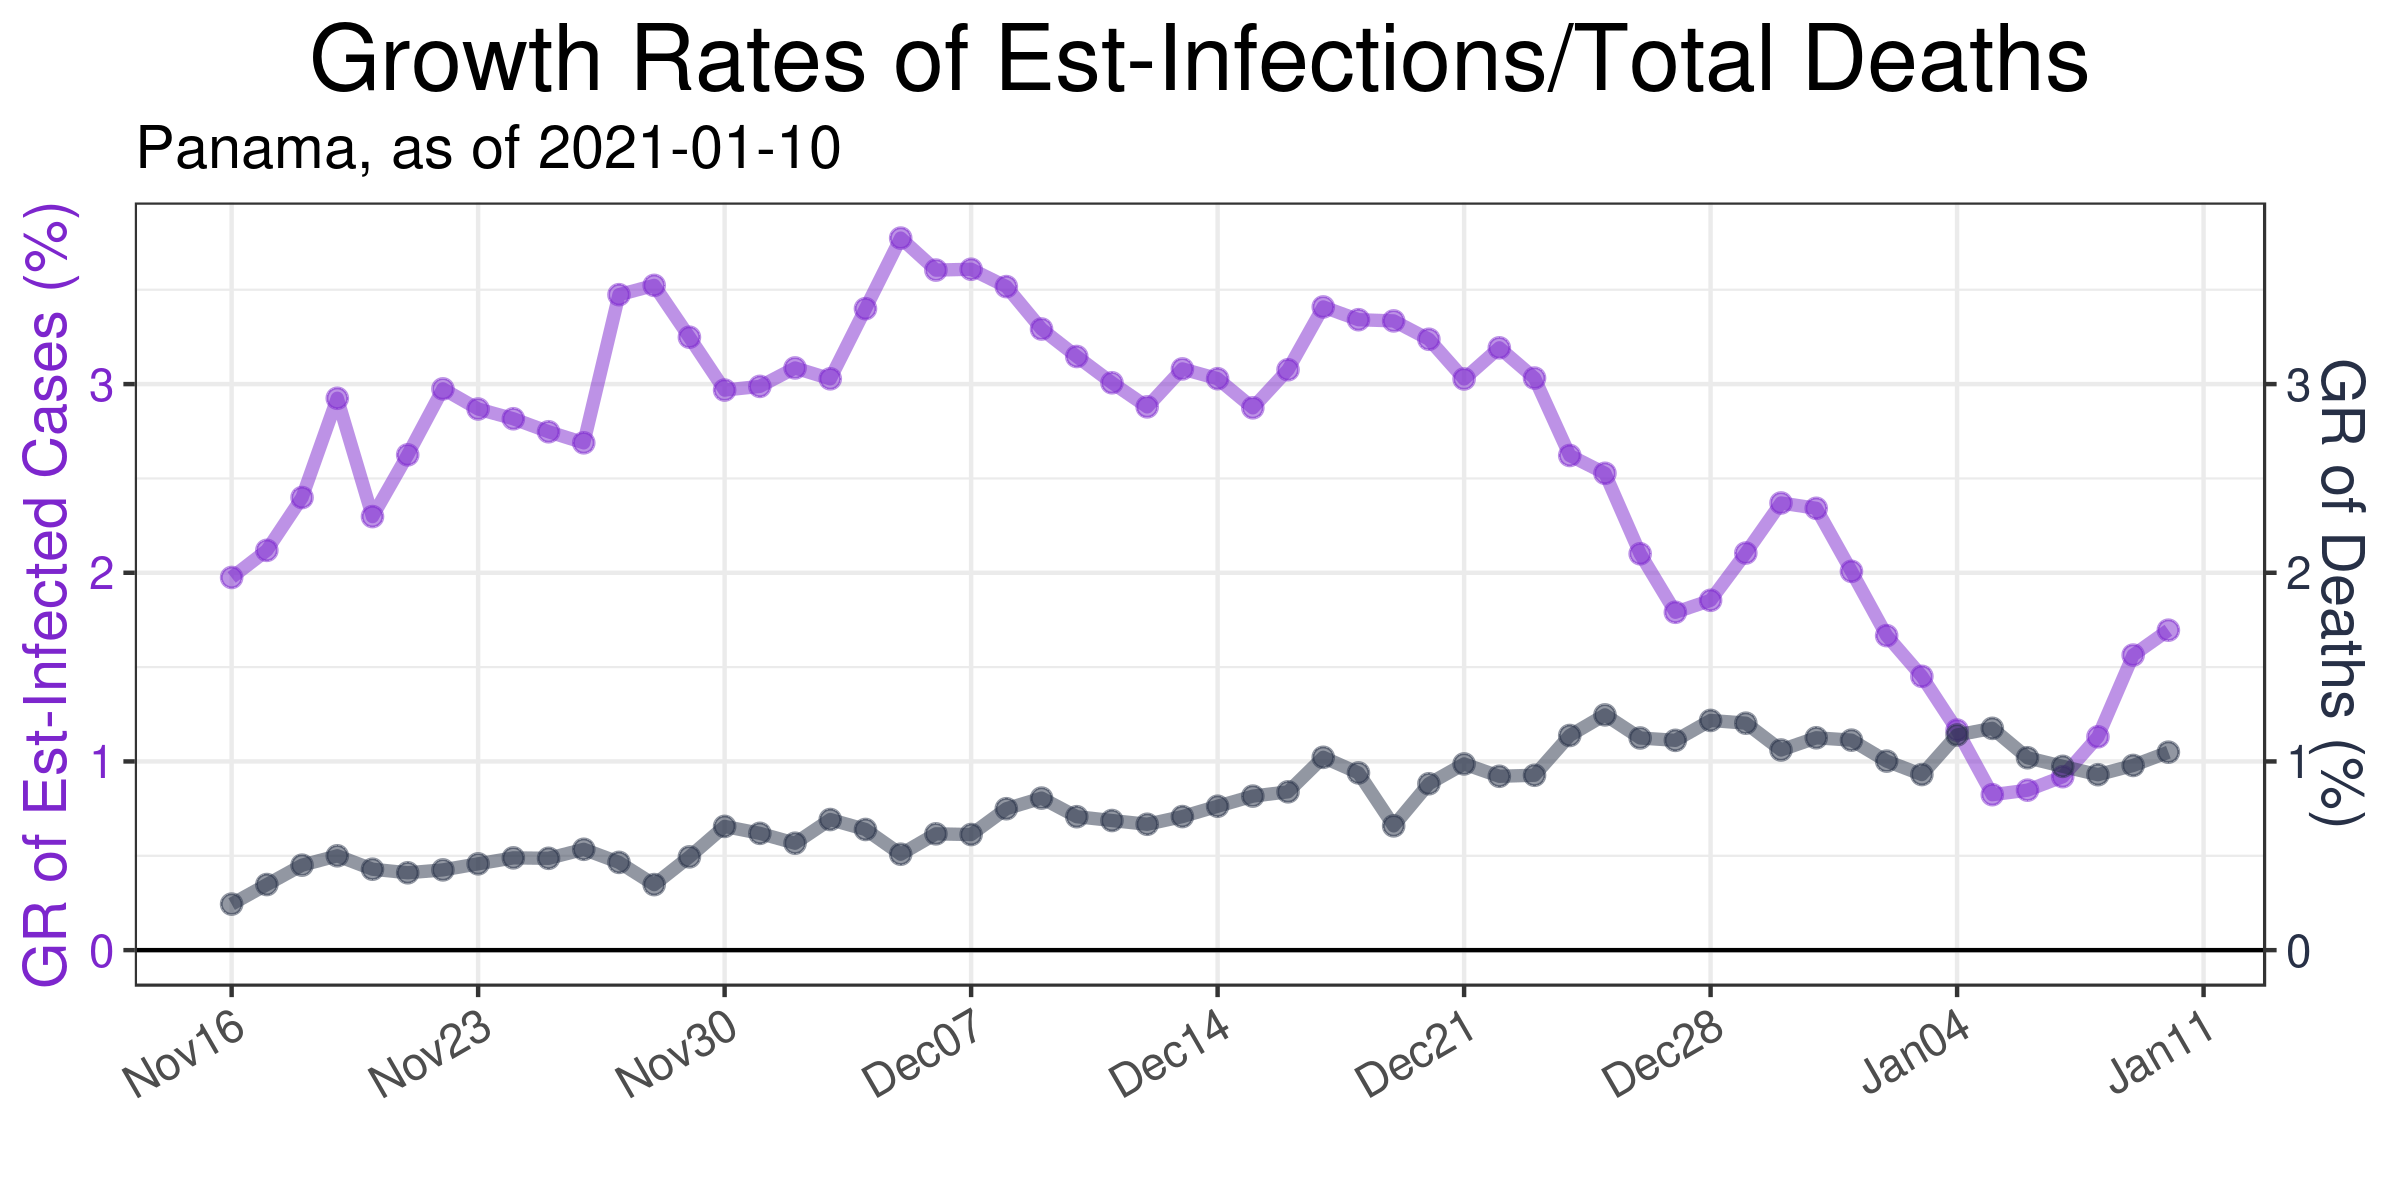 Growth Rates of Est-Infections/Total Deaths
Panama, as of 2021-01-10
GR of Est-Infected Cases (%)
3
2
1
0
3
2
1
0
GR of Deaths (%)
Nov16
Nov23
Nov30
Dec07
Dec14
Dec21
Dec28
Jan04
Jan11